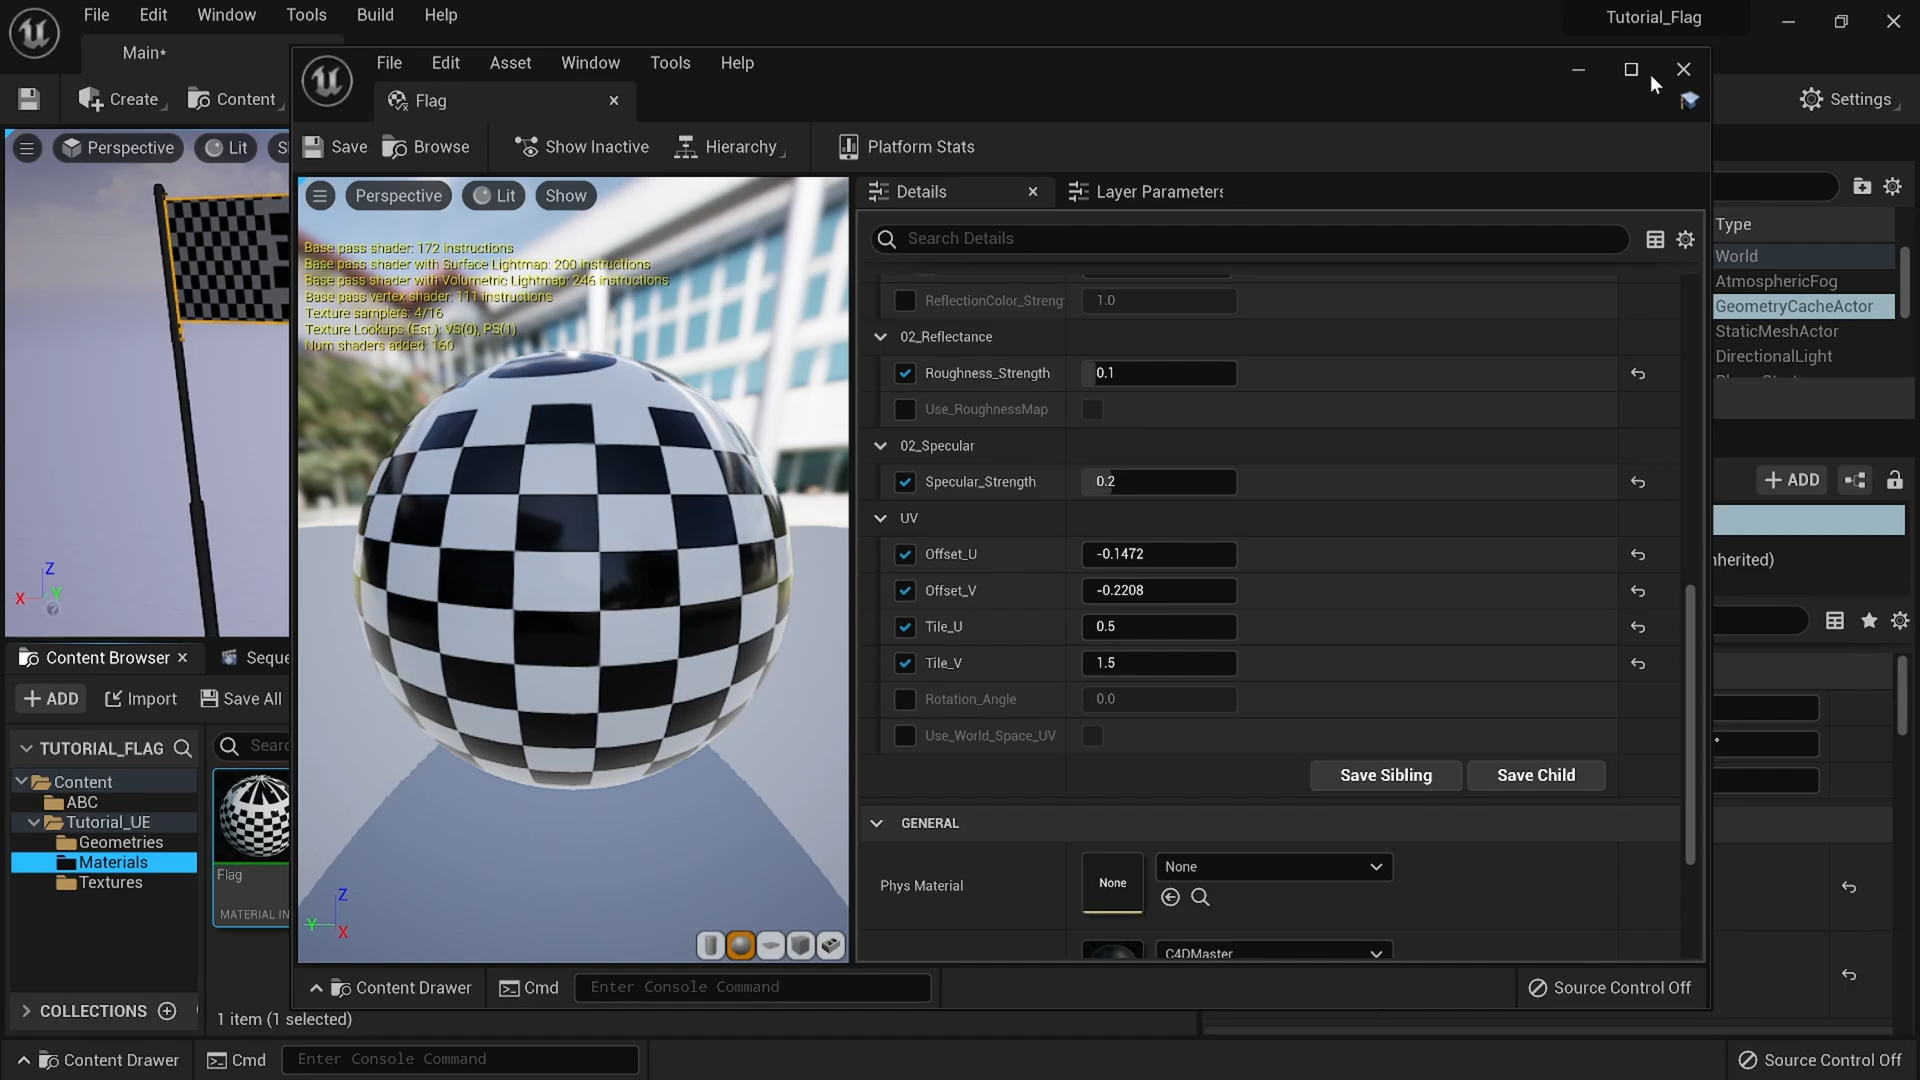 File Edit Window Tools Build Help
Tutorial_Flag
Main•
Create
Content
Settings
Perspective
Lit
File Edit Asset Window Tools Help
Flag
Save
Browse
Show Inactive
Hierarchy
Platform Stats
Perspective
Lit
Show
Base pass shader: 172 instructions
Base pass shader with Surface Lightmap: 200 instructions
Base pass shader with Volumetric Lightmap: 246 instructions
Base pass vertex shader: 111 instructions
Texture samplers: 4/16
Texture Lookups (Est.): VS(0), PS(1)
Num shaders added: 160
Z
Y
X
Details
Layer Parameters
Search Details
ReflectionColor_Streng
1.0
02_Reflectance
Roughness_Strength
0.1
Use_RoughnessMap
02_Specular
Specular_Strength
0.2
UV
Offset_U
-0.1472
Offset_V
-0.2208
Tile_U
0.5
Tile_V
1.5
Rotation_Angle
0.0
Use_World_Space_UV
Save Sibling
Save Child
GENERAL
Phys Material
None
None
C4DMaster
Content Drawer
Cmd
Enter Console Command
Source Control Off
Type
World
AtmosphericFog
GeometryCacheActor
StaticMeshActor
DirectionalLight
ADD
nherited)
Z
X
Y
Content Browser
Seque
ADD
Import
Save All
TUTORIAL_FLAG
Sear
Content
ABC
Tutorial_UE
Geometries
Materials
Textures
Flag
MATERIAL IN
COLLECTIONS
1 item (1 selected)
Content Drawer
Cmd
Enter Console Command
Source Control Off